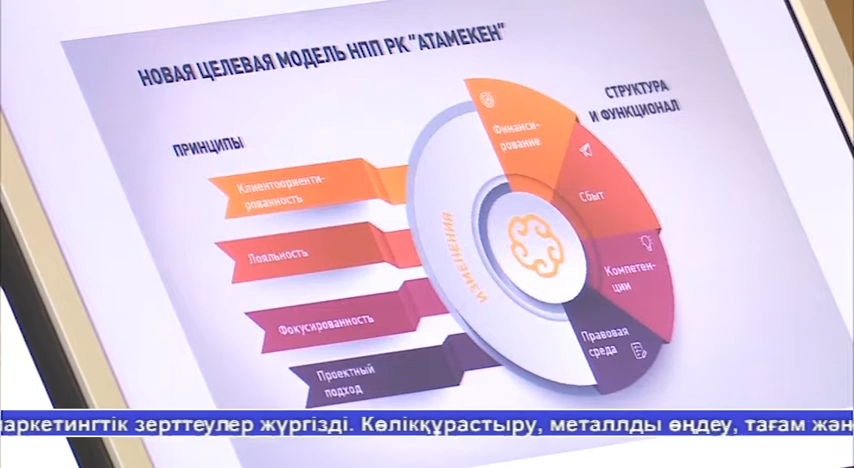 НОВАЯ ЦЕЛЕВАЯ МОДЕЛЬ НПП РК "АТАМЕКЕН"
ПРИНЦИПЫ
Клиентоориенти-
рованность
Лояльность
Фокусированность
Проектный
подход
ИЗМЕНЕНИЯ
СТРУКТУРА
И ФУНКЦИОНАЛ
Финанси-
рование
Сбыт
Компетен-
ции
Правовая
среда
маркетингтік зерттеулер жүргізді. Көлікқұрастыру, металлды өңдеу, тағам жән